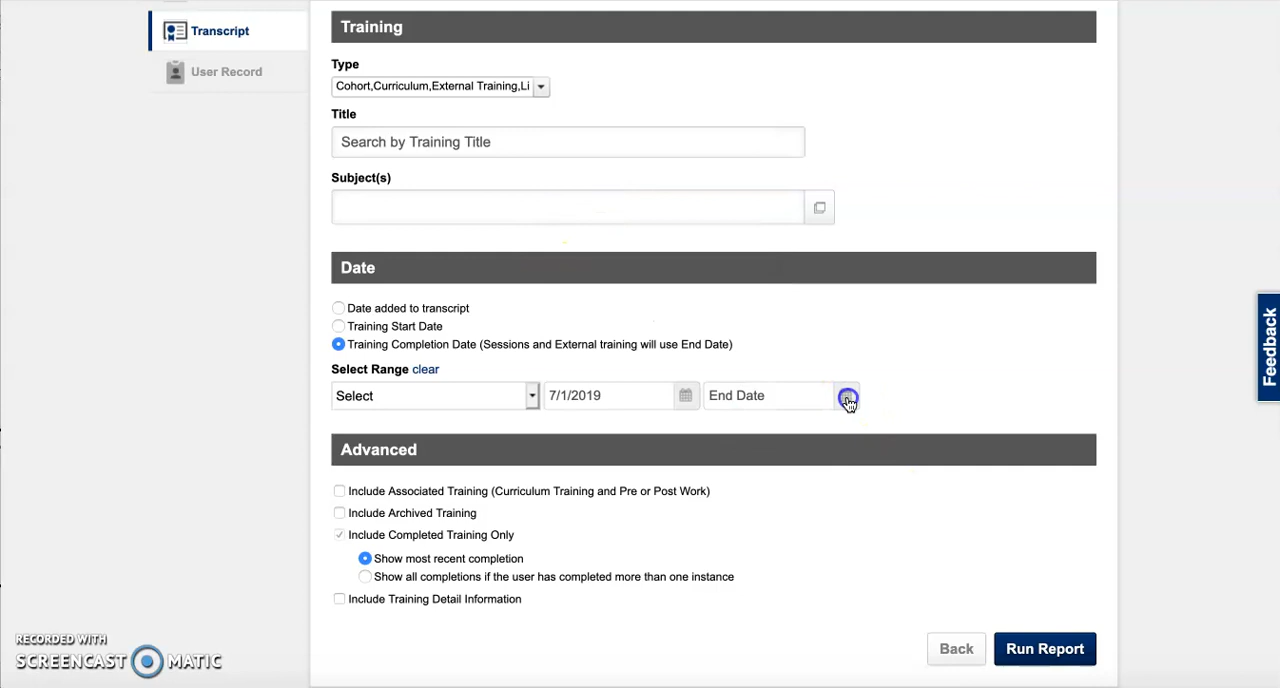 Transcript
User Record
Training
Type
Cohort,Curriculum,External Training,Li
Title
Search by Training Title
Subject(s)
Date
Date added to transcript
Training Start Date
Training Completion Date (Sessions and External training will use End Date)
Select Range clear
Select 7/1/2019 End Date
Advanced
Include Associated Training (Curriculum Training and Pre or Post Work)
Include Archived Training
Include Completed Training Only
Show most recent completion
Show all completions if the user has completed more than one instance
Include Training Detail Information
Back Run Report
Feedback
RECORDED WITH
SCREENCAST MATIC